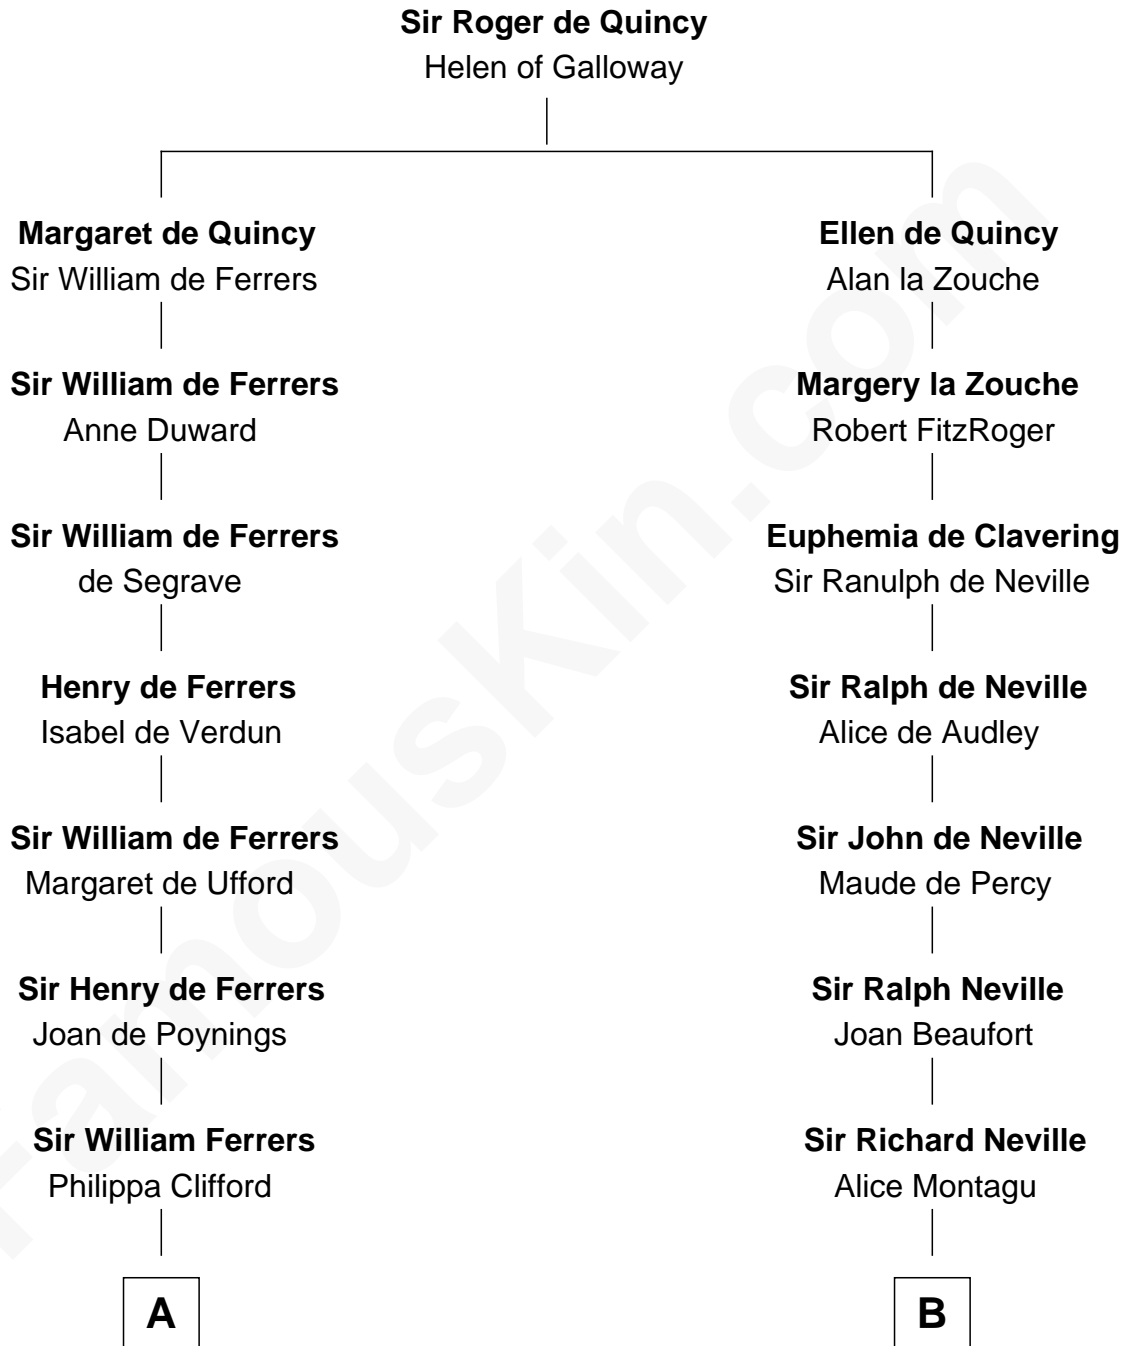 Sir Roger de Quincy
Helen of Galloway
Margaret de Quincy
Sir William de Ferrers
Ellen de Quincy
Alan la Zouche
Sir William de Ferrers
Anne Duward
Margery la Zouche
Robert FitzRoger
Sir William de Ferrers
de Segrave
Euphemia de Clavering
Sir Ranulph de Neville
Henry de Ferrers
Isabel de Verdun
Sir Ralph de Neville
Alice de Audley
Sir William de Ferrers
Margaret de Ufford
Sir John de Neville
Maude de Percy
Sir Henry de Ferrers
Joan de Poynings
Sir Ralph Neville
Joan Beaufort
Sir William Ferrers
Philippa Clifford
Sir Richard Neville
Alice Montagu
A
B
FamousKin.com